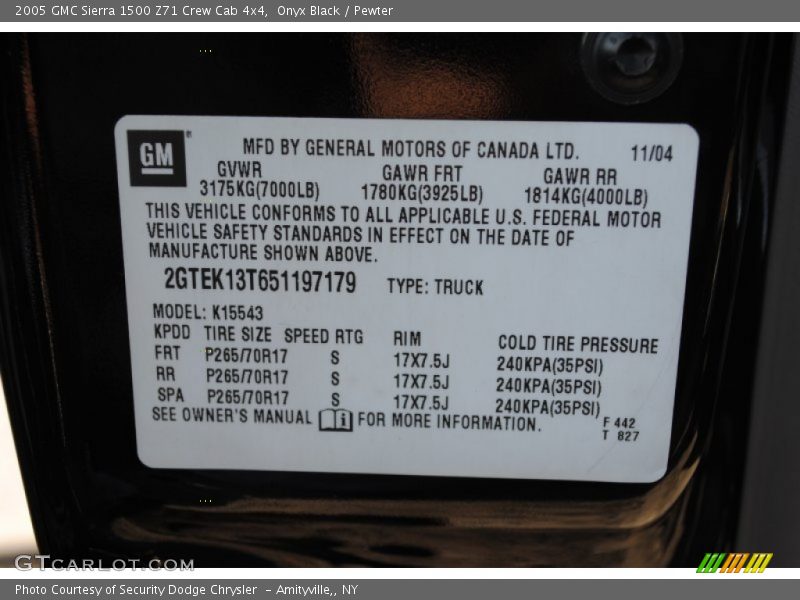 2005 GMC Sierra 1500 Z71 Crew Cab 4x4, Onyx Black / Pewter
GM ®
MFD BY GENERAL MOTORS OF CANADA LTD. 11/04
GVWR GAWR FRT GAWR RR
3175KG(7000LB) 1780KG(3925LB) 1814KG(4000LB)
THIS VEHICLE CONFORMS TO ALL APPLICABLE U.S. FEDERAL MOTOR
VEHICLE SAFETY STANDARDS IN EFFECT ON THE DATE OF
MANUFACTURE SHOWN ABOVE.
2GTEK13T651197179 TYPE: TRUCK
MODEL: K15543
KPDD TIRE SIZE SPEED RTG RIM COLD TIRE PRESSURE
FRT P265/70R17 S 17X7.5J 240KPA(35PSI)
RR P265/70R17 S 17X7.5J 240KPA(35PSI)
SPA P265/70R17 S 17X7.5J 240KPA(35PSI)
SEE OWNER'S MANUAL i FOR MORE INFORMATION.
F 442
T 827
GTCARLOT.COM
Photo Courtesy of Security Dodge Chrysler - Amityville,, NY